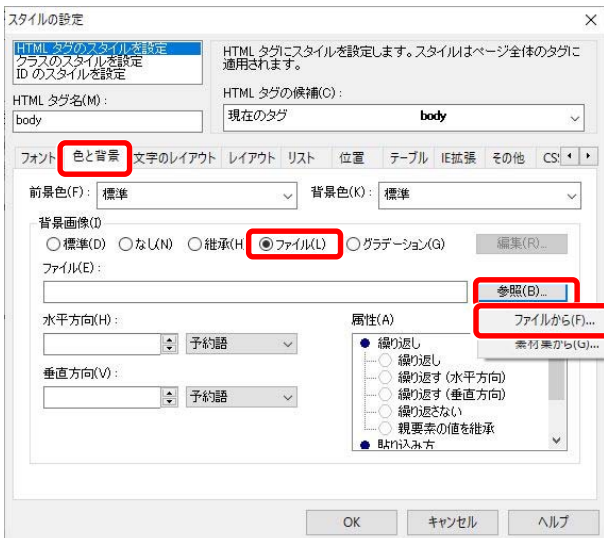 スタイルの設定
HTML タグのスタイルを設定
クラスのスタイルを設定
ID のスタイルを設定
HTML タグにスタイルを設定します。スタイルはページ全体のタグに
適用されます。
HTML タグ名(M):
HTML タグの候補(C):
body
現在のタグ body
フォント 色と背景 文字のレイアウト レイアウト リスト 位置 テーブル IE拡張 その他 CS
前景色(F): 標準 背景色(K): 標準
背景画像(I)
標準(D) なし(N) 継承(H ファイル(L) グラデーション(G) 編集(R)...
ファイル(E):
参照(B)...
水平方向(H): 属性(A) ファイルから(F)...
素材集から(G)...
予約語 繰り返し
繰り返し
垂直方向(V): 繰り返す(水平方向)
予約語 繰り返す(垂直方向)
繰り返さない
親要素の値を継承
貼り込み方
OK キャンセル ヘルプ